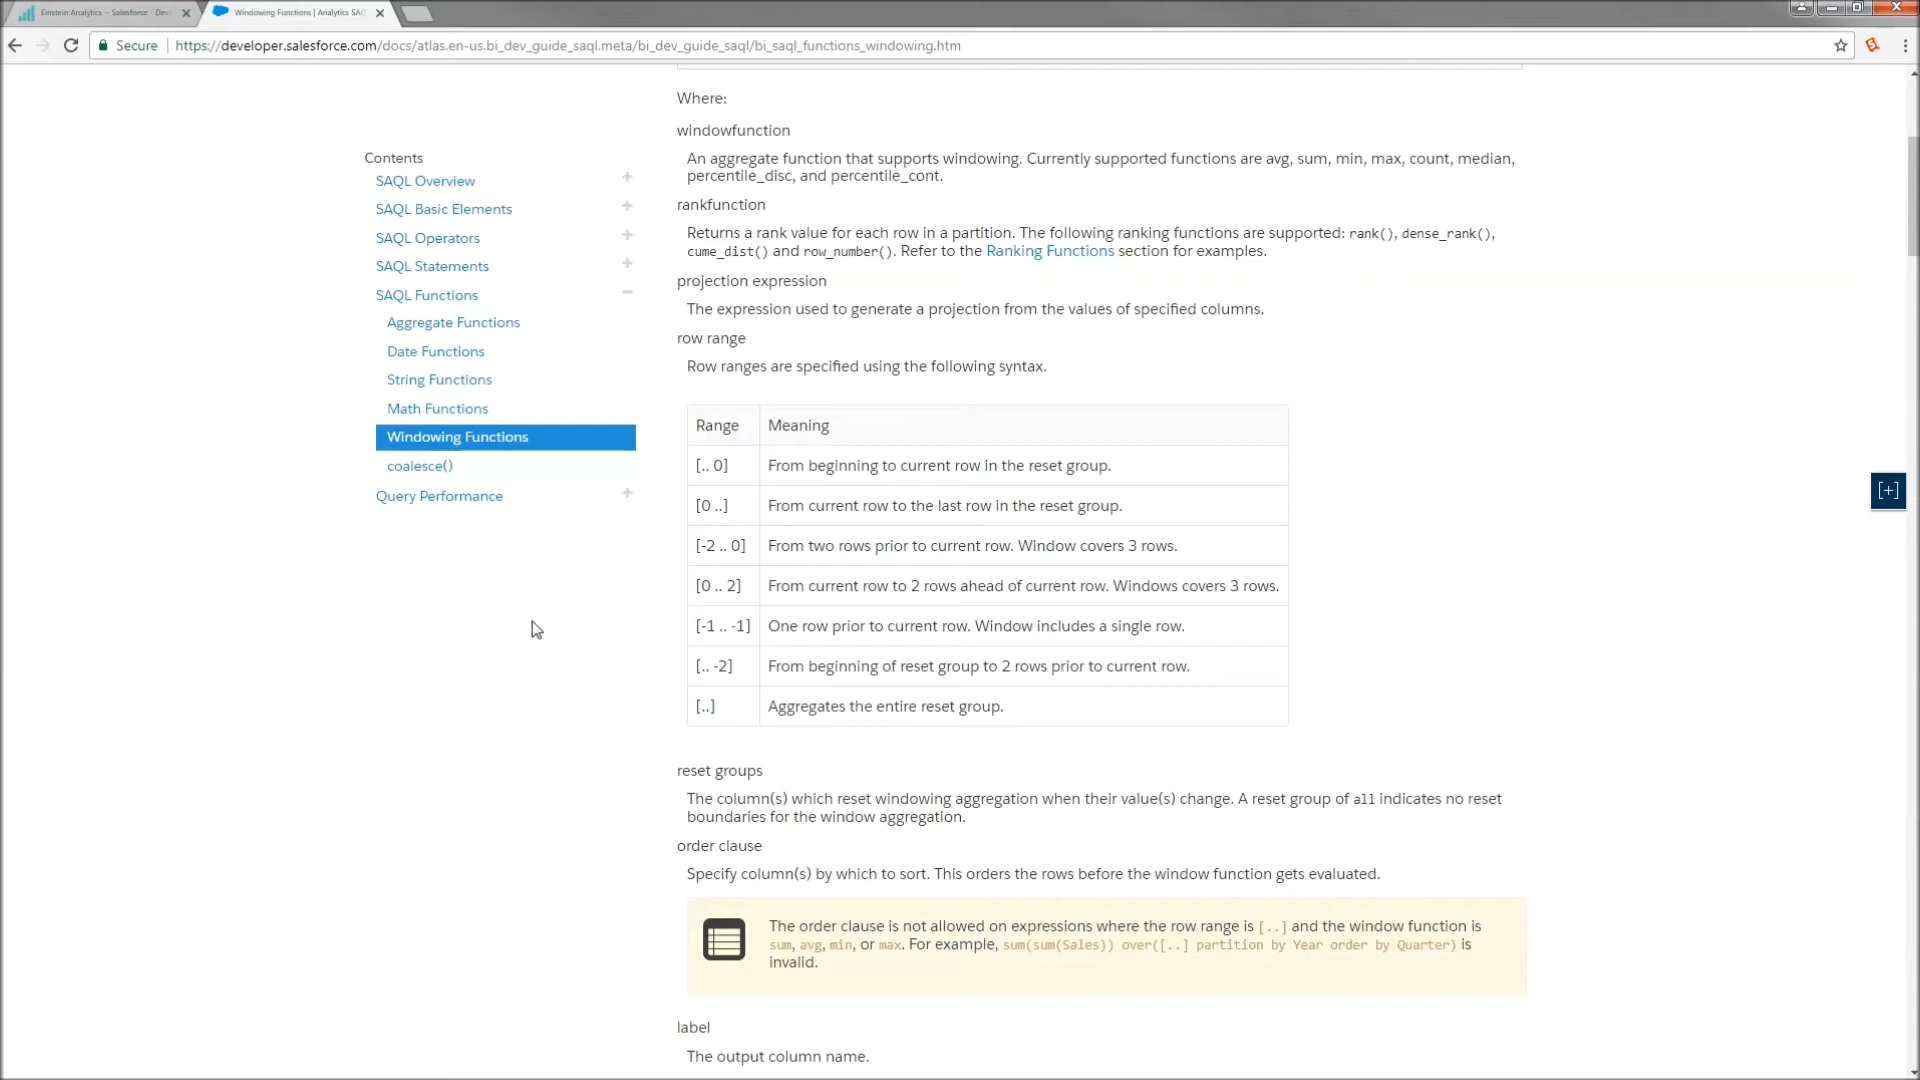 Einstein Analytics – Salesforce
Windowing Functions | Analytics SAQ
Secure
https://developer.salesforce.com/docs/atlas.en-us.bi_dev_guide_saql.meta/bi_dev_guide_saql/bi_saql_functions_windowing.htm
Contents
SAQL Overview
SAQL Basic Elements
SAQL Operators
SAQL Statements
SAQL Functions
Aggregate Functions
Date Functions
String Functions
Math Functions
Windowing Functions
coalesce()
Query Performance
Where:
windowfunction
An aggregate function that supports windowing. Currently supported functions are avg, sum, min, max, count, median,
percentile_disc, and percentile_cont.
rankfunction
Returns a rank value for each row in a partition. The following ranking functions are supported: rank(), dense_rank(),
cume_dist() and row_number(). Refer to the Ranking Functions section for examples.
projection expression
The expression used to generate a projection from the values of specified columns.
row range
Row ranges are specified using the following syntax.
Range Meaning
[.. 0] From beginning to current row in the reset group.
[0 ..] From current row to the last row in the reset group.
[-2 .. 0] From two rows prior to current row. Window covers 3 rows.
[0 .. 2] From current row to 2 rows ahead of current row. Windows covers 3 rows.
[-1 .. -1] One row prior to current row. Window includes a single row.
[.. -2] From beginning of reset group to 2 rows prior to current row.
[..] Aggregates the entire reset group.
reset groups
The column(s) which reset windowing aggregation when their value(s) change. A reset group of all indicates no reset
boundaries for the window aggregation.
order clause
Specify column(s) by which to sort. This orders the rows before the window function gets evaluated.
The order clause is not allowed on expressions where the row range is [..] and the window function is
sum, avg, min, or max. For example, sum(sum(Sales)) over([..] partition by Year order by Quarter) is
invalid.
label
The output column name.
[+]